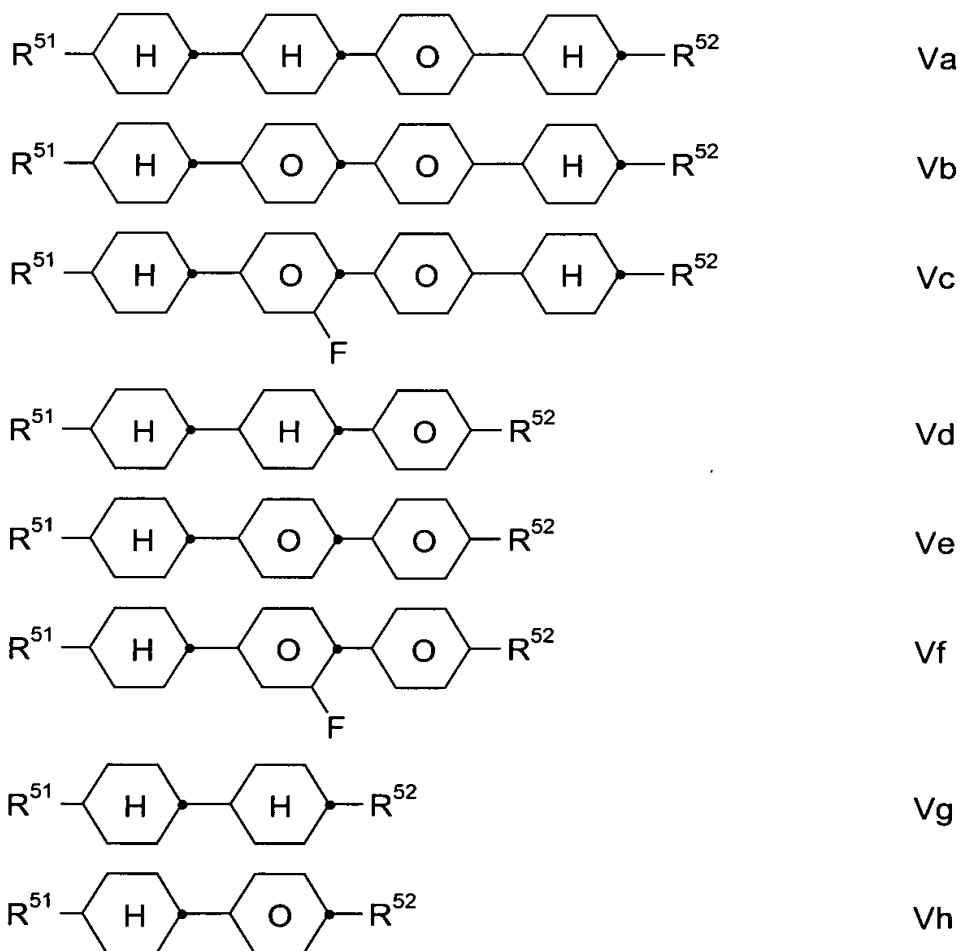 R51 H H O H R52 Va
R51 H O O H R52 Vb
R51 H O O H R52 Vc
F
R51 H H O R52 Vd
R51 H O O R52 Ve
R51 H O O R52 Vf
F
R51 H H R52 Vg
R51 H O R52 Vh